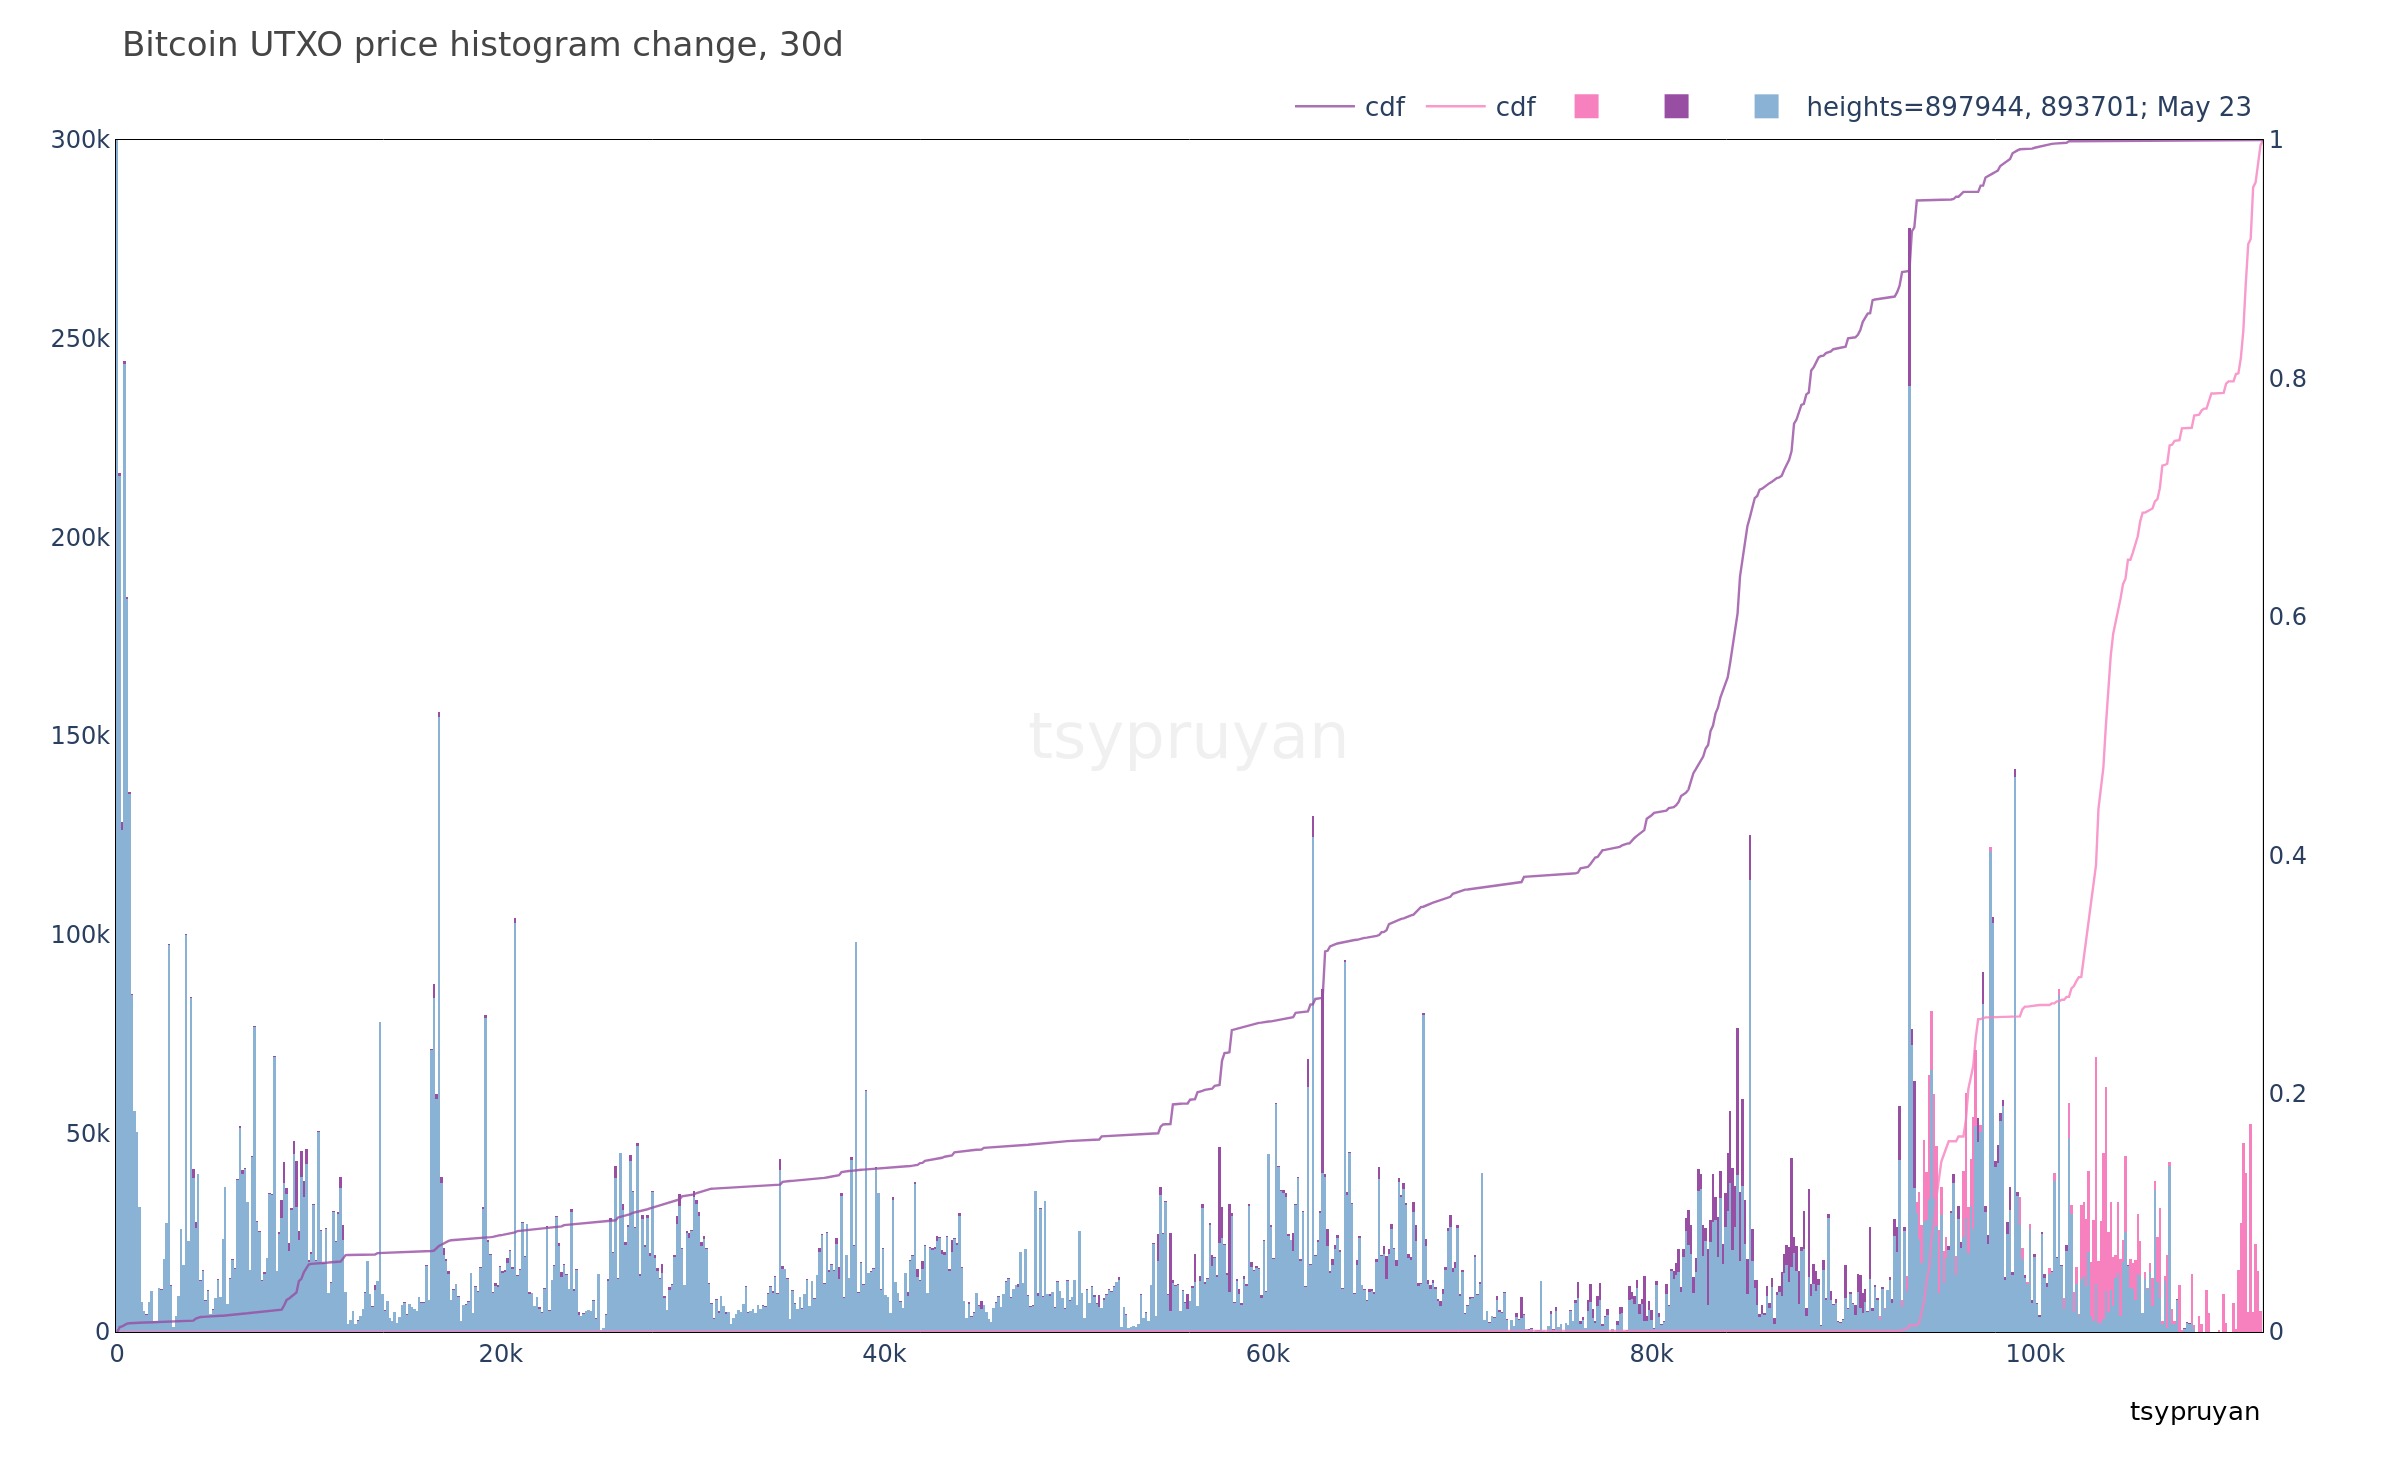 Bitcoin UTXO price histogram change, 30d
cdf cdf heights=897944, 893701; May 23
300k 1
250k
0.8
200k
0.6
150k
tsypruyan
0.4
100k
0.2
50k
0 0
0 20k 40k 60k 80k 100k
tsypruyan